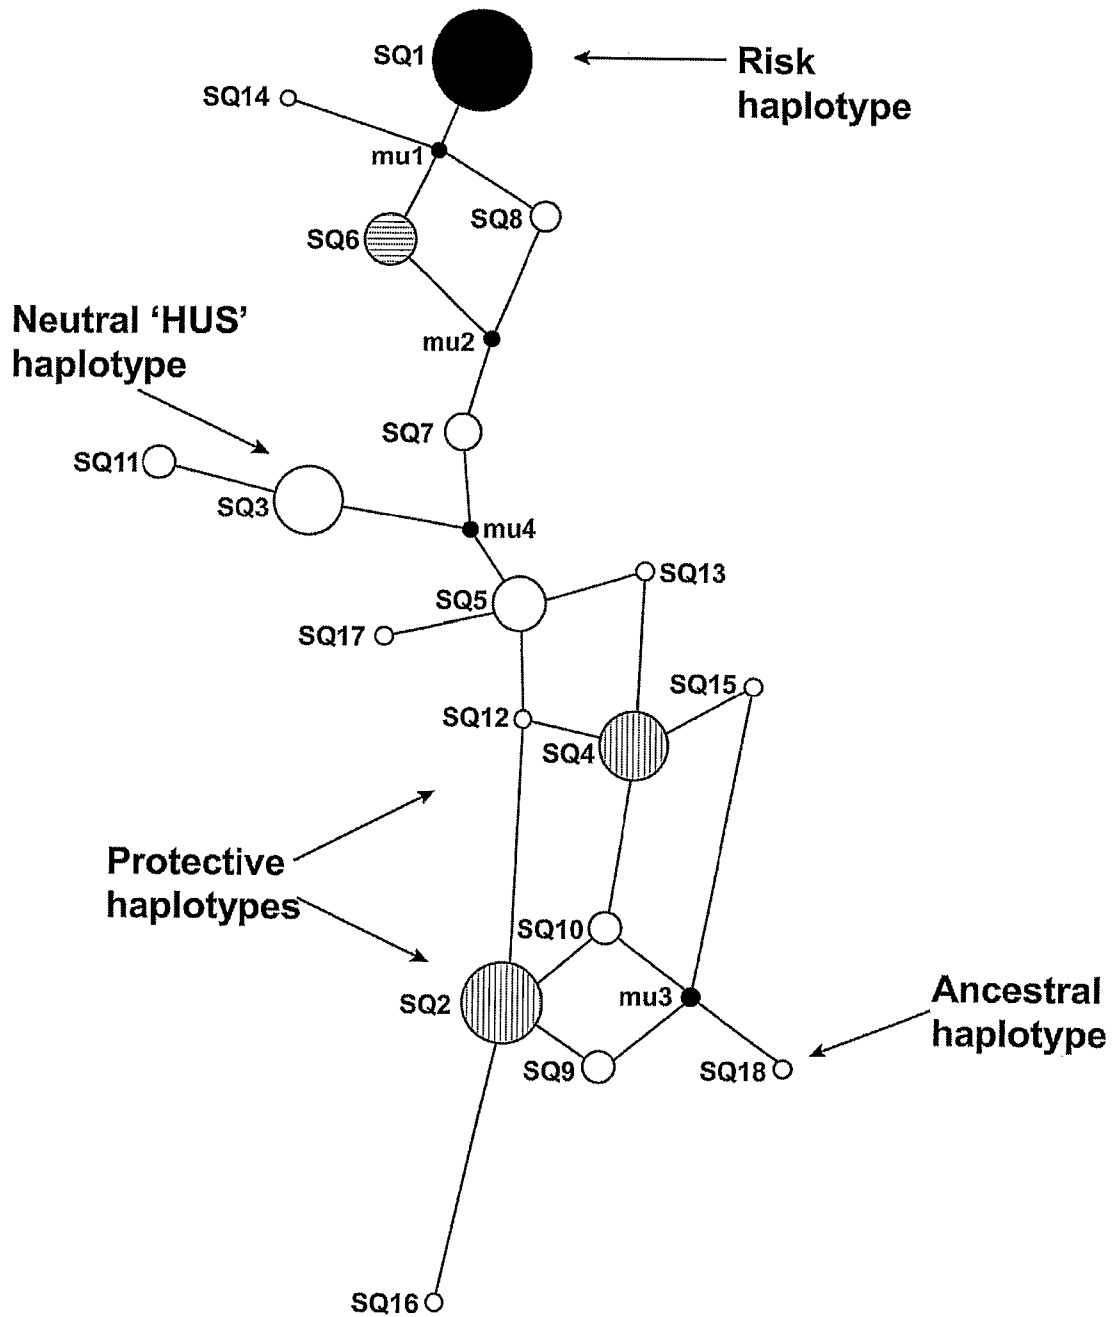 SQ1
Risk
haplotype
SQ14
mu1
SQ8
SQ6
Neutral ‘HUS’
haplotype
mu2
SQ7
SQ11
SQ3
mu4
SQ13
SQ5
SQ17
SQ15
SQ12
SQ4
Protective
haplotypes
SQ10
SQ2
mu3
Ancestral
haplotype
SQ9
SQ18
SQ16